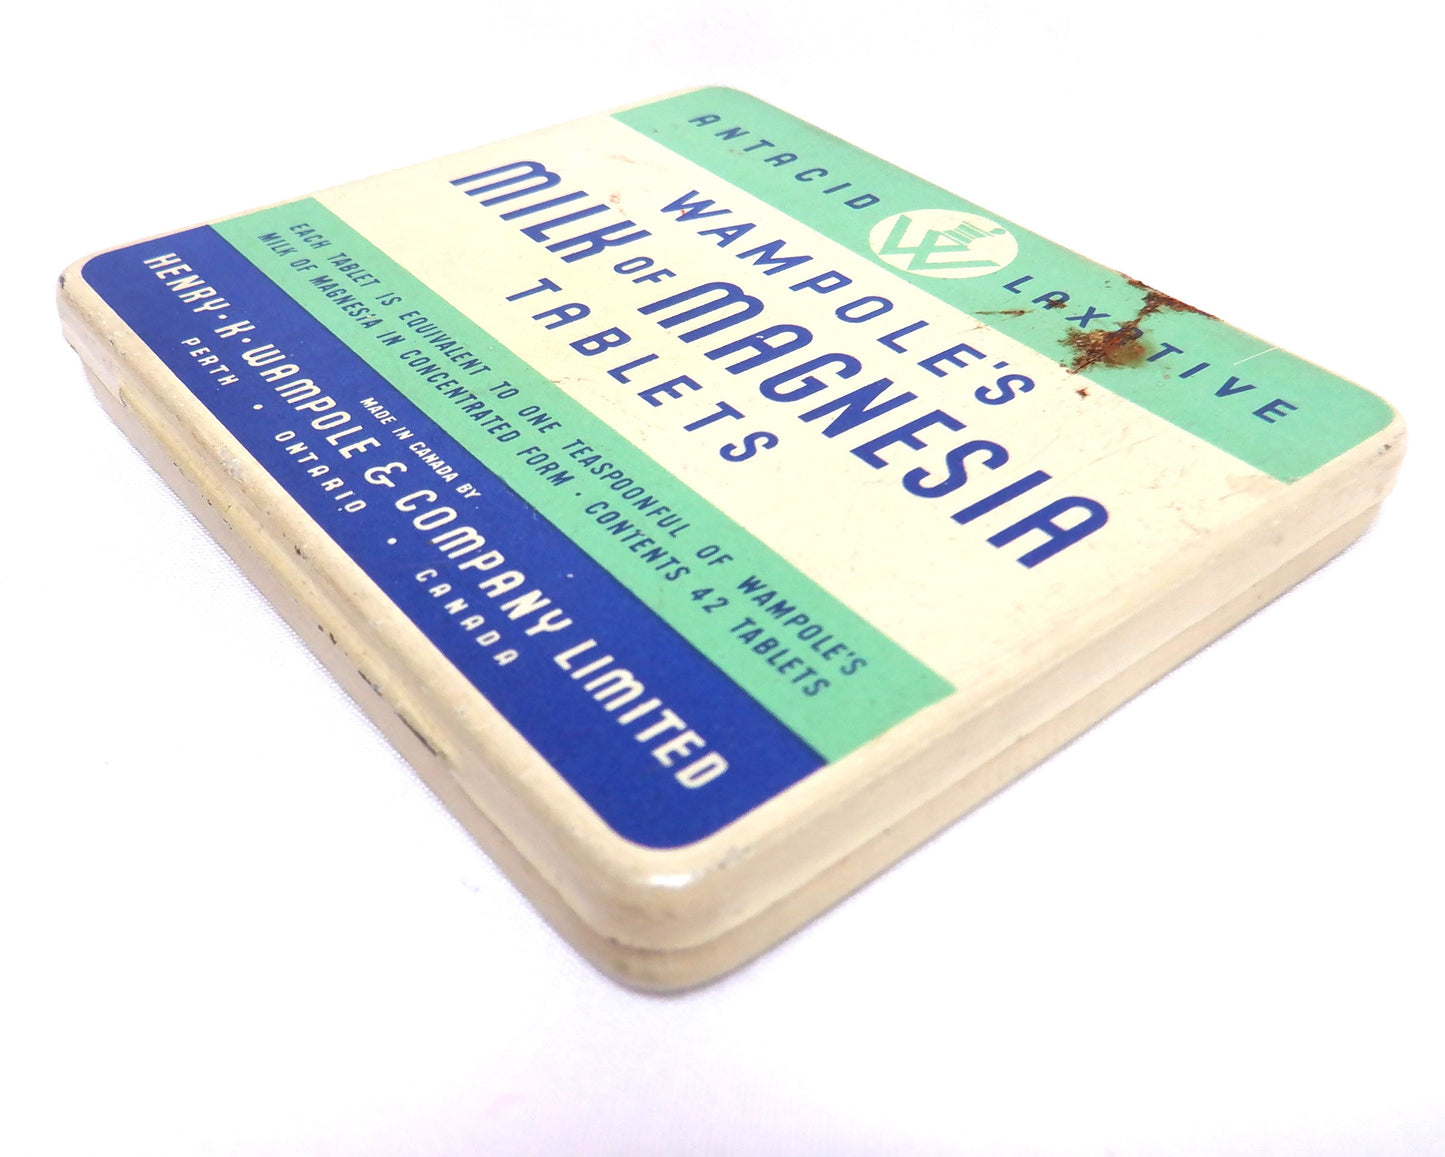 ANTACID W LAXATIVE
WAMPOLE'S
MILK OF MAGNESIA
TABLETS
EACH TABLET IS EQUIVALENT TO ONE TEASPOONFUL OF WAMPOLE'S
MILK OF MAGNESIA IN CONCENTRATED FORM · CONTENTS 42 TABLETS
MADE IN CANADA BY
HENRY · K · WAMPOLE & COMPANY LIMITED
PERTH · ONTARIO · CANADA